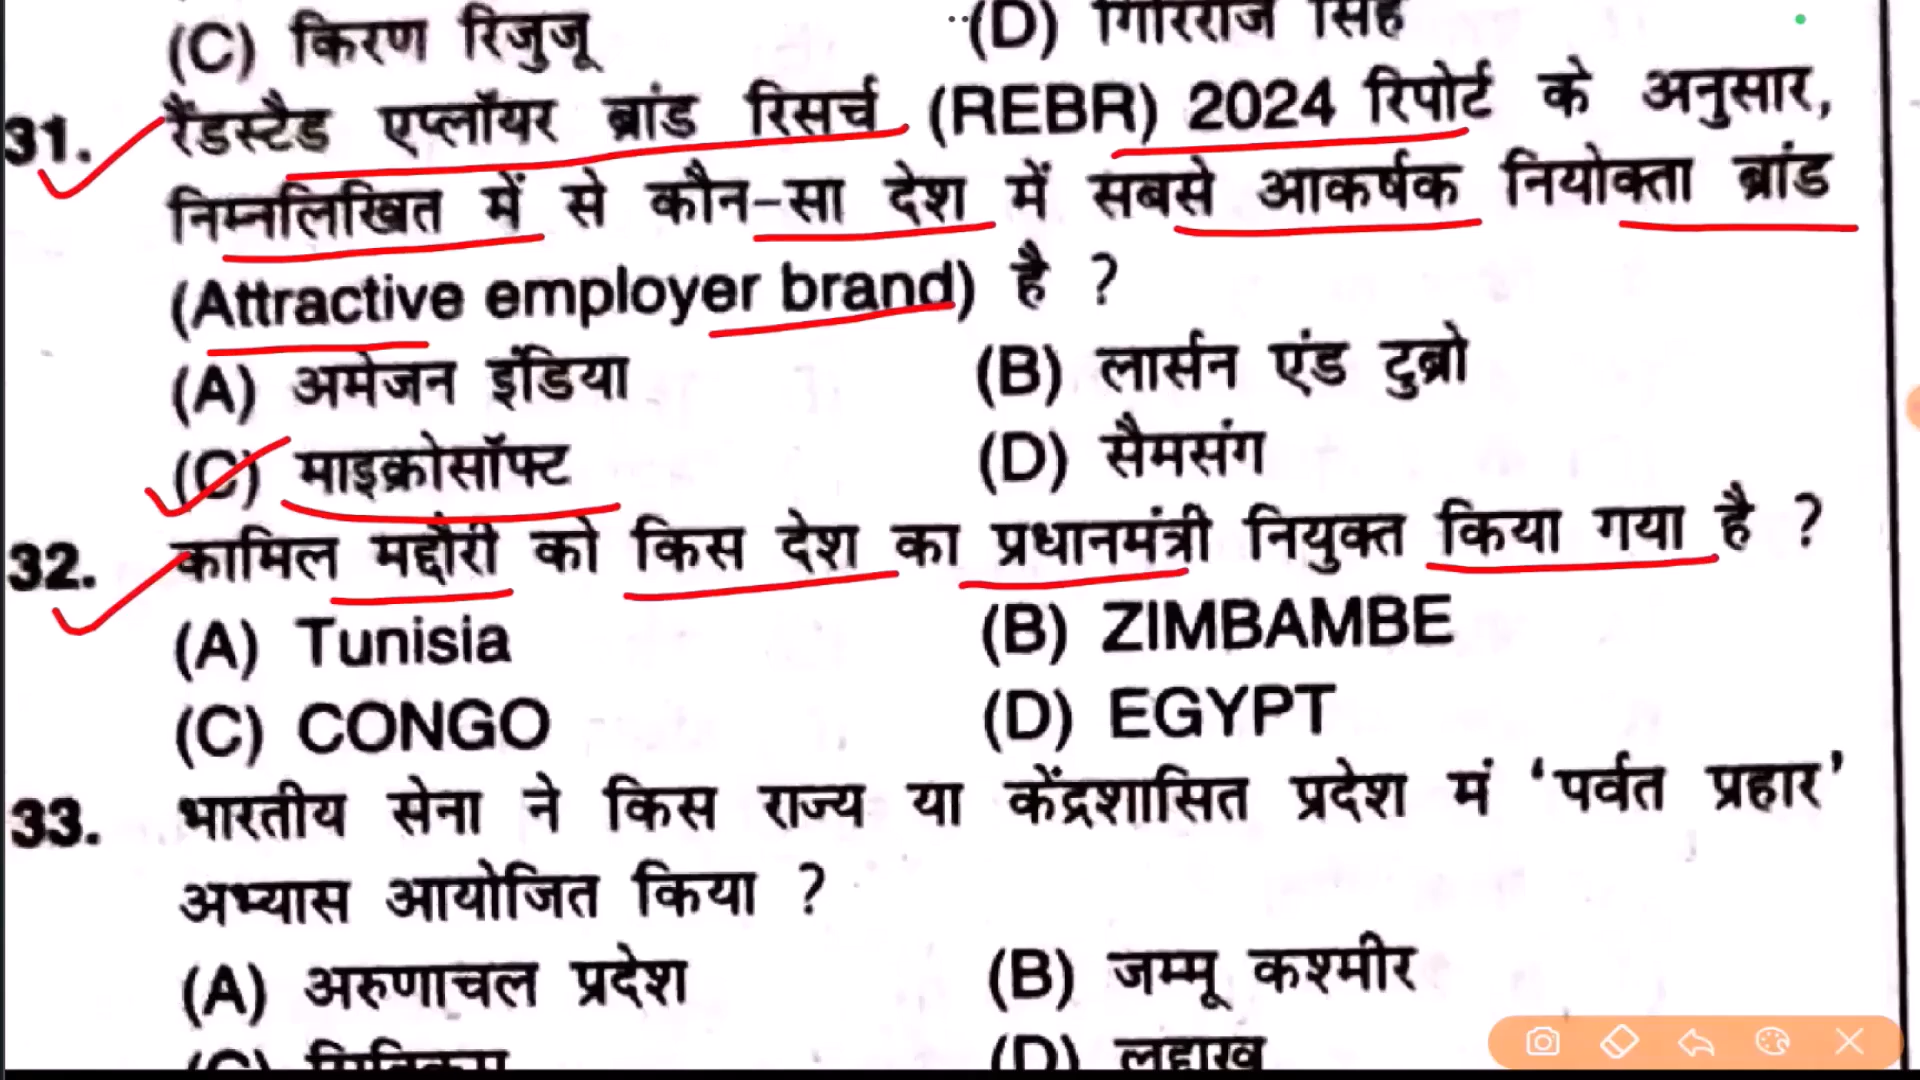 (C) किरण रिजुजू (D) गिरिराज सिंह
31. रैंडस्टैड एप्लॉयर ब्रांड रिसर्च (REBR) 2024 रिपोर्ट के अनुसार,
निम्नलिखित में से कौन-सा देश में सबसे आकर्षक नियोक्ता ब्रांड
(Attractive employer brand) है ?
(A) अमेजन इंडिया (B) लार्सन एंड टुब्रो
(C) माइक्रोसॉफ्ट (D) सैमसंग
32. कामिल मद्दौरी को किस देश का प्रधानमंत्री नियुक्त किया गया है ?
(A) Tunisia (B) ZIMBAMBE
(C) CONGO (D) EGYPT
33. भारतीय सेना ने किस राज्य या केंद्रशासित प्रदेश मं ‘पर्वत प्रहार’
अभ्यास आयोजित किया ?
(A) अरुणाचल प्रदेश (B) जम्मू कश्मीर
(C) (D) लद्दाख